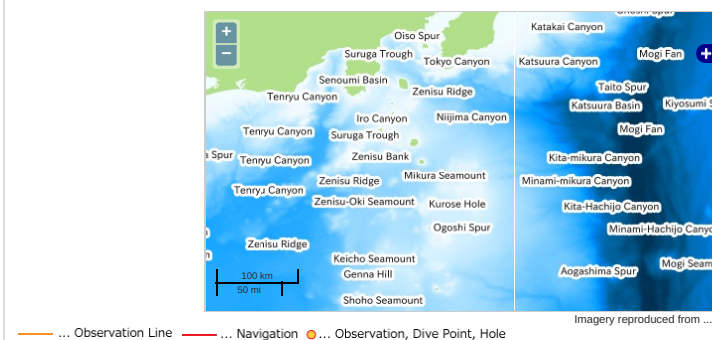 Oiso Spur
Katakai Canyon
Suruga Trough
Mogi Fan
+
Tokyo Canyon
Katsuura Canyon
+
−
Senoumi Basin
Taito Spur
Zenisu Ridge
Tenryu Canyon
Katsuura Basin
Kiyosumi S
Iro Canyon
Niijima Canyon
Mogi Fan
Tenryu Canyon
Suruga Trough
a Spur
Tenryu Canyon
Zenisu Bank
Kita-mikura Canyon
Mikura Seamount
Zenisu Ridge
Minami-mikura Canyon
Tenryu Canyon
Zenisu-Oki Seamount
Kurose Hole
Kita-Hachijo Canyon
Ogoshi Spur
Minami-Hachijo Canyo
Zenisu Ridge
Keicho Seamount
Mogi Seam
Genna Hill
Aogashima Spur
100 km
50 mi
Shoho Seamount
Imagery reproduced from ...
... Observation Line ... Navigation ... Observation, Dive Point, Hole